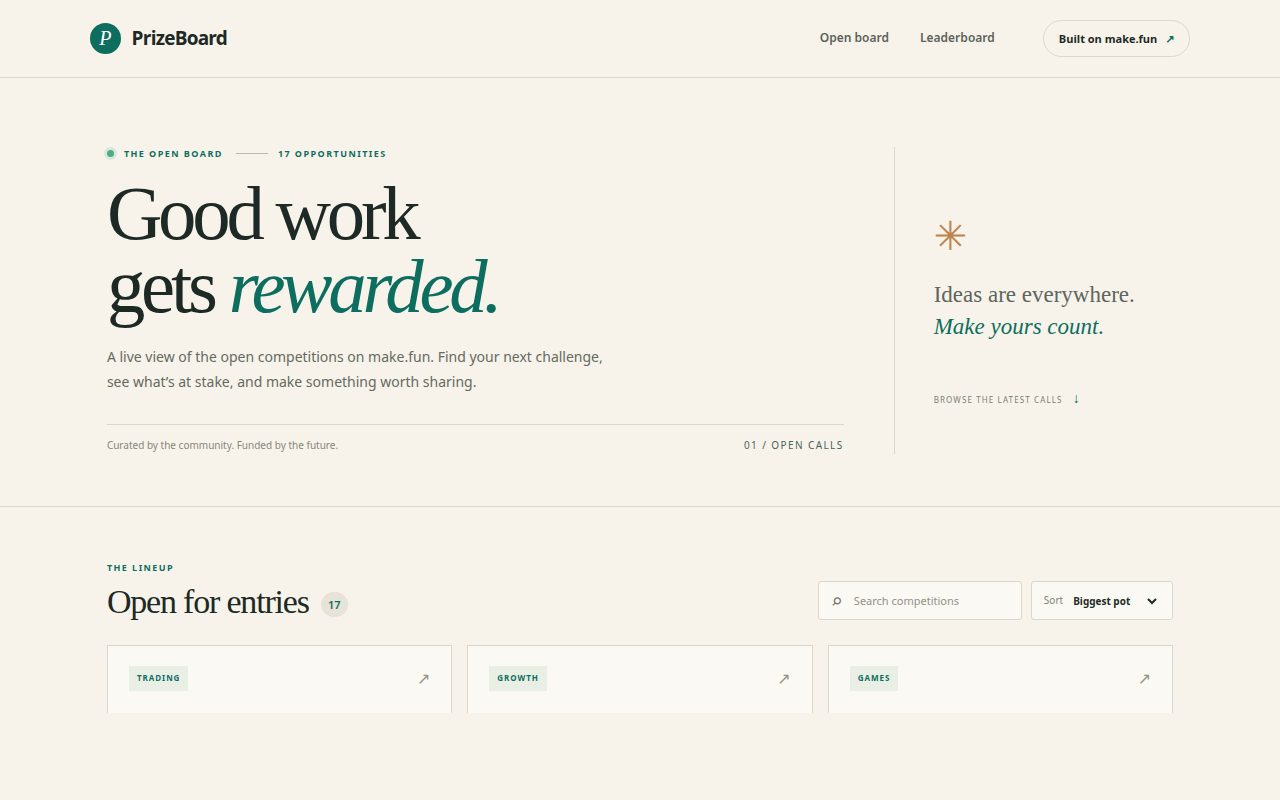 P PrizeBoard
Open board
Leaderboard
Built on make.fun ↗
THE OPEN BOARD
17 OPPORTUNITIES
Good work
gets rewarded.
A live view of the open competitions on make.fun. Find your next challenge,
see what’s at stake, and make something worth sharing.
Curated by the community. Funded by the future.
01 / OPEN CALLS
Ideas are everywhere.
Make yours count.
BROWSE THE LATEST CALLS ↓
THE LINEUP
Open for entries 17
Search competitions
Sort Biggest pot
TRADING ↗
GROWTH ↗
GAMES ↗